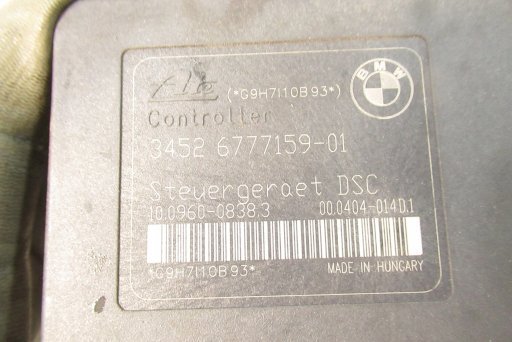 Ate (*G9H7I10B93*) BMW
Controller
3452 6777159-01
Steuergeraet DSC
10.0960-0838.3 00.0404-014D.1
*G9H7I10B93* MADE IN HUNGARY